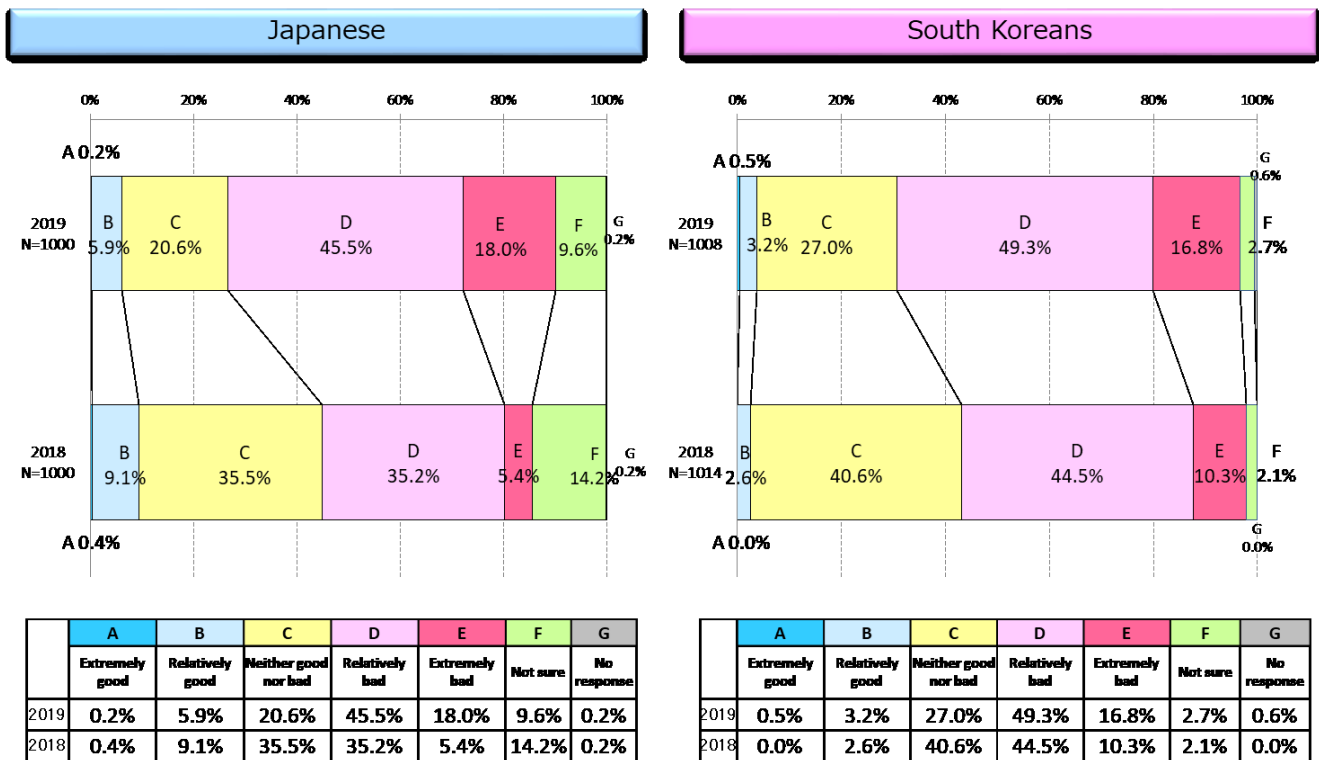 Japanese
0% 20% 40% 60% 80% 100%
A 0.2%
2019
N=1000
B C D E F G
5.9% 20.6% 45.5% 18.0% 9.6% 0.2%
2018
N=1000
B C D E F G
9.1% 35.5% 35.2% 5.4% 14.2% 0.2%
A 0.4%
A B C D E F G
Extremely good Relatively good Neither good nor bad Relatively bad Extremely bad Not sure No response
2019 0.2% 5.9% 20.6% 45.5% 18.0% 9.6% 0.2%
2018 0.4% 9.1% 35.5% 35.2% 5.4% 14.2% 0.2%
South Koreans
0% 20% 40% 60% 80% 100%
A 0.5%
G
0.6%
2019
N=1008
B C D E F
3.2% 27.0% 49.3% 16.8% 2.7%
2018
N=1014
B C D E F
2.6% 40.6% 44.5% 10.3% 2.1%
A 0.0%
G
0.0%
A B C D E F G
Extremely good Relatively good Neither good nor bad Relatively bad Extremely bad Not sure No response
2019 0.5% 3.2% 27.0% 49.3% 16.8% 2.7% 0.6%
2018 0.0% 2.6% 40.6% 44.5% 10.3% 2.1% 0.0%